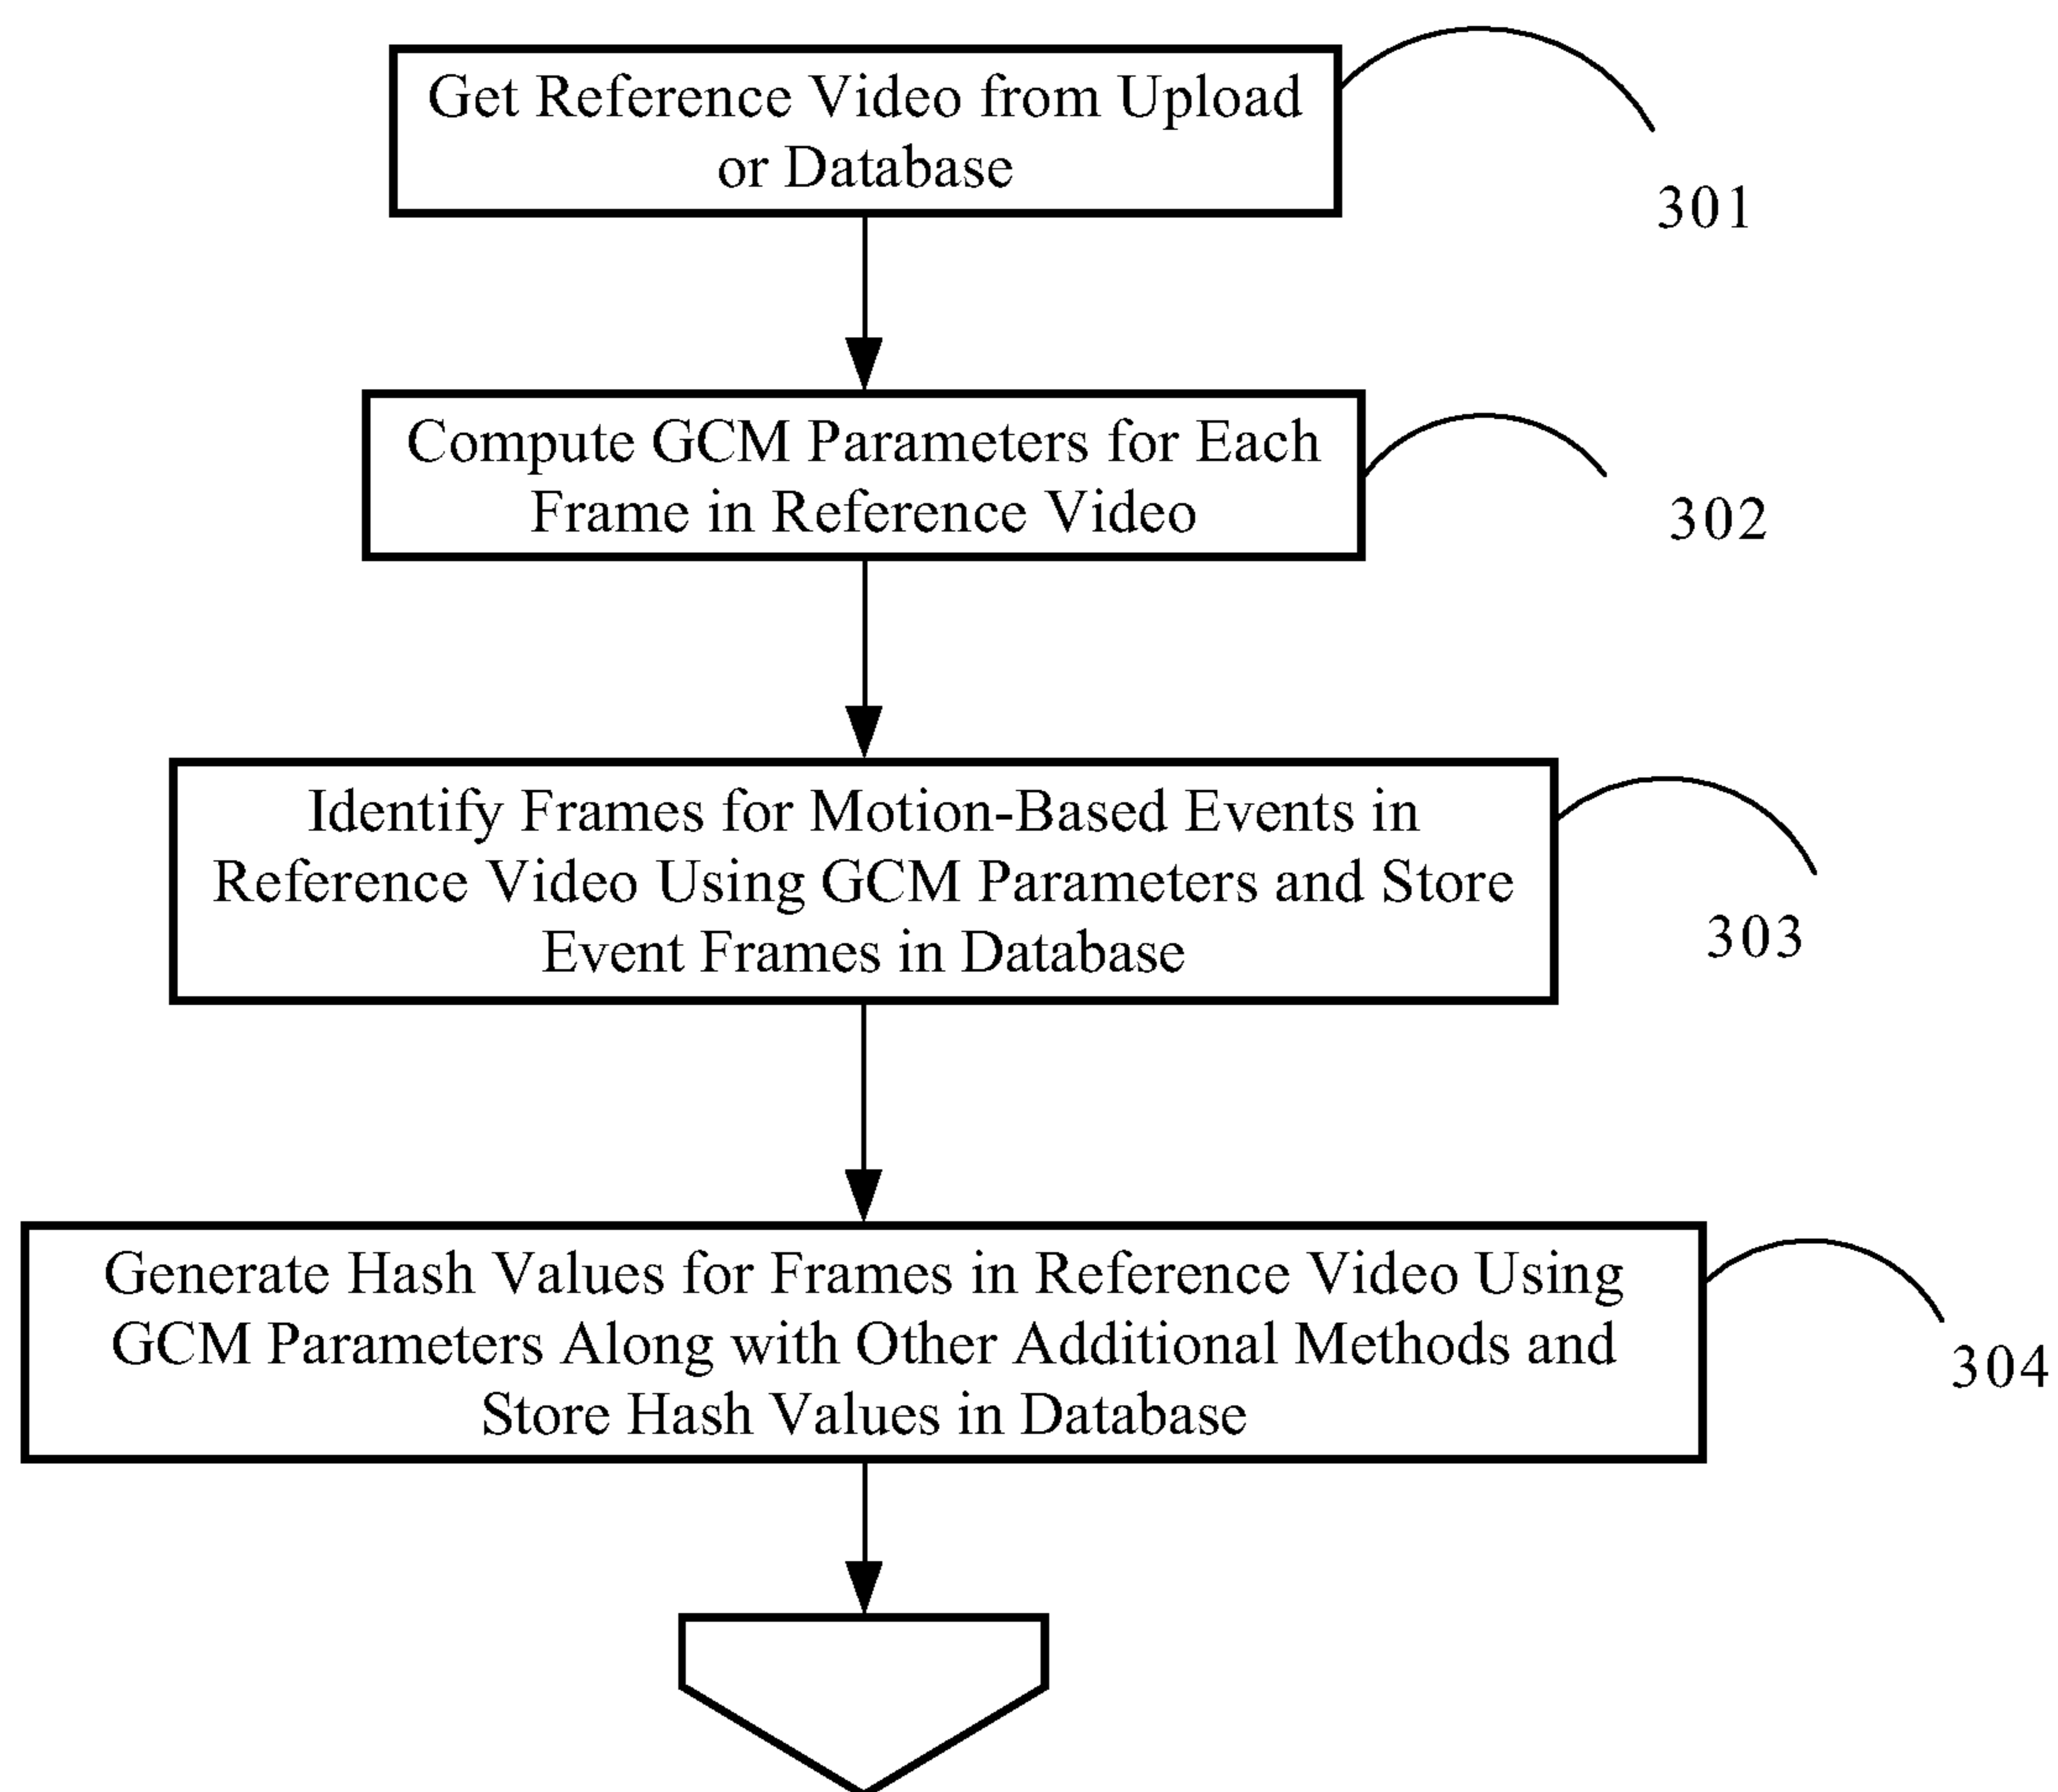 Get Reference Video from Upload
or Database
301
Compute GCM Parameters for Each
Frame in Reference Video
302
Identify Frames for Motion-Based Events in
Reference Video Using GCM Parameters and Store
Event Frames in Database
303
Generate Hash Values for Frames in Reference Video Using
GCM Parameters Along with Other Additional Methods and
Store Hash Values in Database
304